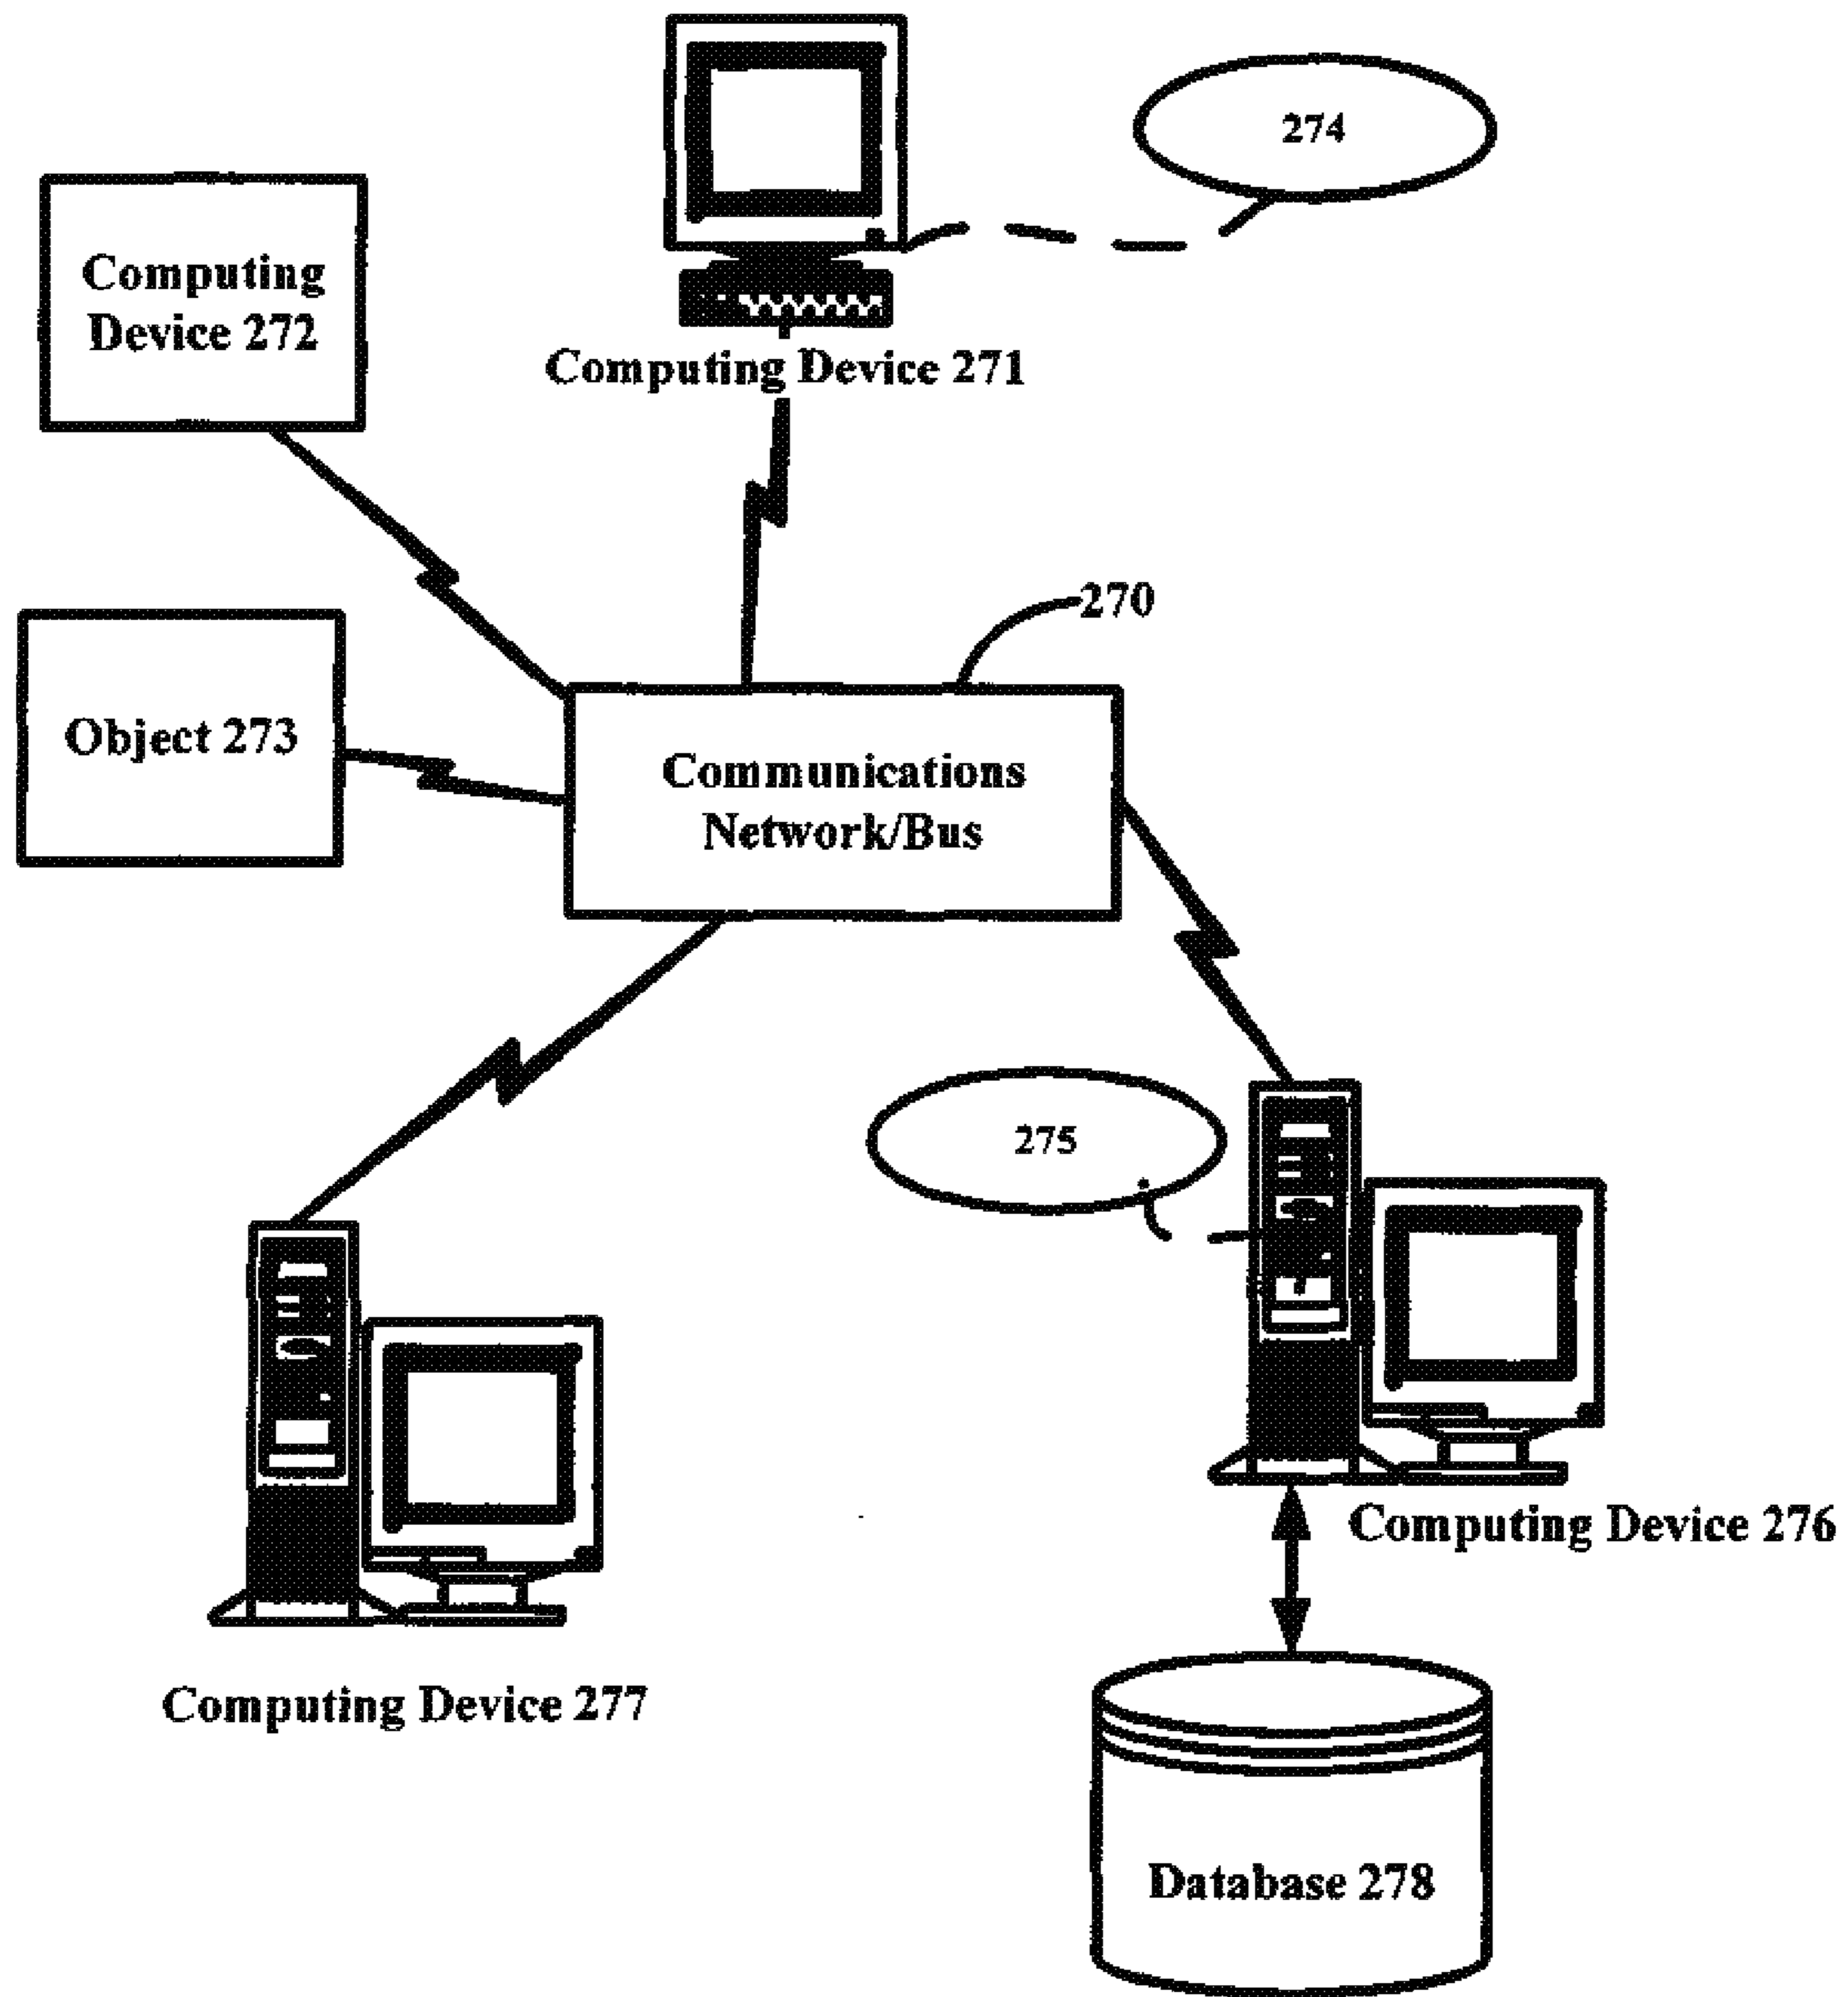 274
Computing
Device 272
Computing Device 271
270
Object 273
Communications
Network/Bus
275
Computing Device 276
Computing Device 277
Database 278